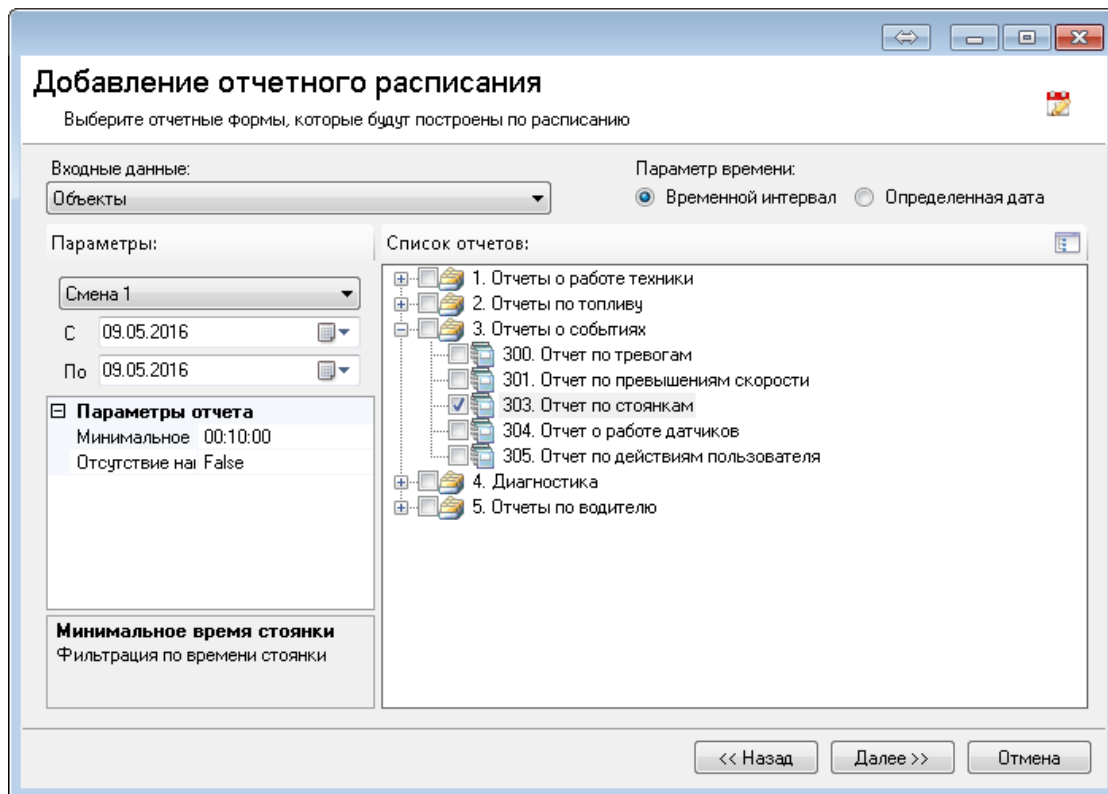 Добавление отчетного расписания
Выберите отчетные формы, которые будут построены по расписанию
Входные данные:
Объекты
Параметр времени:
Временной интервал
Определенная дата
Параметры:
Смена 1
С 09.05.2016
По 09.05.2016
Параметры отчета
Минимальное 00:10:00
Отсутствие наı False
Минимальное время стоянки
Фильтрация по времени стоянки
Список отчетов:
1. Отчеты о работе техники
2. Отчеты по топливу
3. Отчеты о событиях
300. Отчет по тревогам
301. Отчет по превышениям скорости
303. Отчет по стоянкам
304. Отчет о работе датчиков
305. Отчет по действиям пользователя
4. Диагностика
5. Отчеты по водителю
<< Назад
Далее >>
Отмена